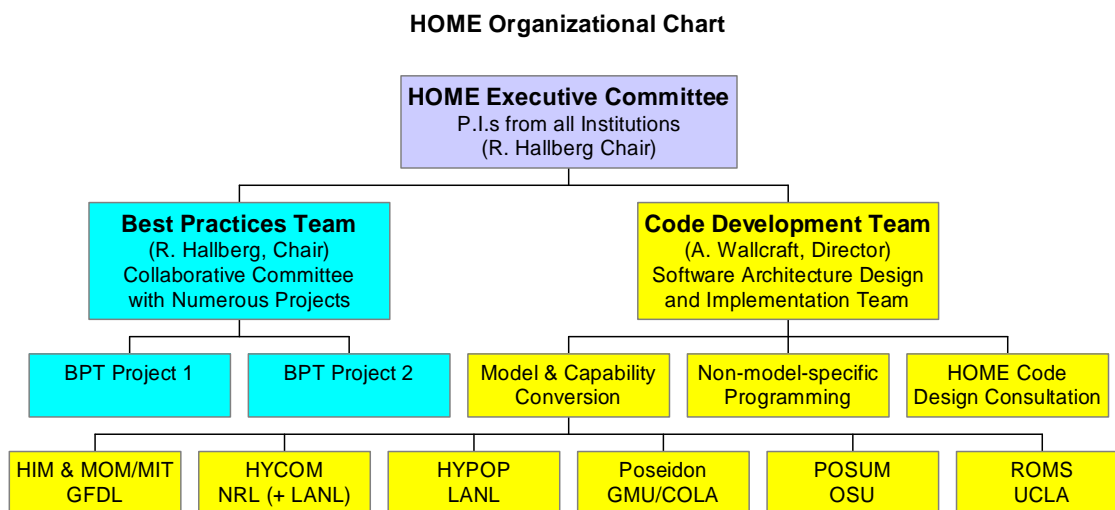 HOME Organizational Chart
HOME Executive Committee
P.I.s from all Institutions
(R. Hallberg Chair)
Best Practices Team
(R. Hallberg, Chair)
Collaborative Committee
with Numerous Projects
Code Development Team
(A. Wallcraft, Director)
Software Architecture Design
and Implementation Team
BPT Project 1
BPT Project 2
Model & Capability
Conversion
Non-model-specific
Programming
HOME Code
Design Consultation
HIM & MOM/MIT
GFDL
HYCOM
NRL (+ LANL)
HYPOP
LANL
Poseidon
GMU/COLA
POSUM
OSU
ROMS
UCLA